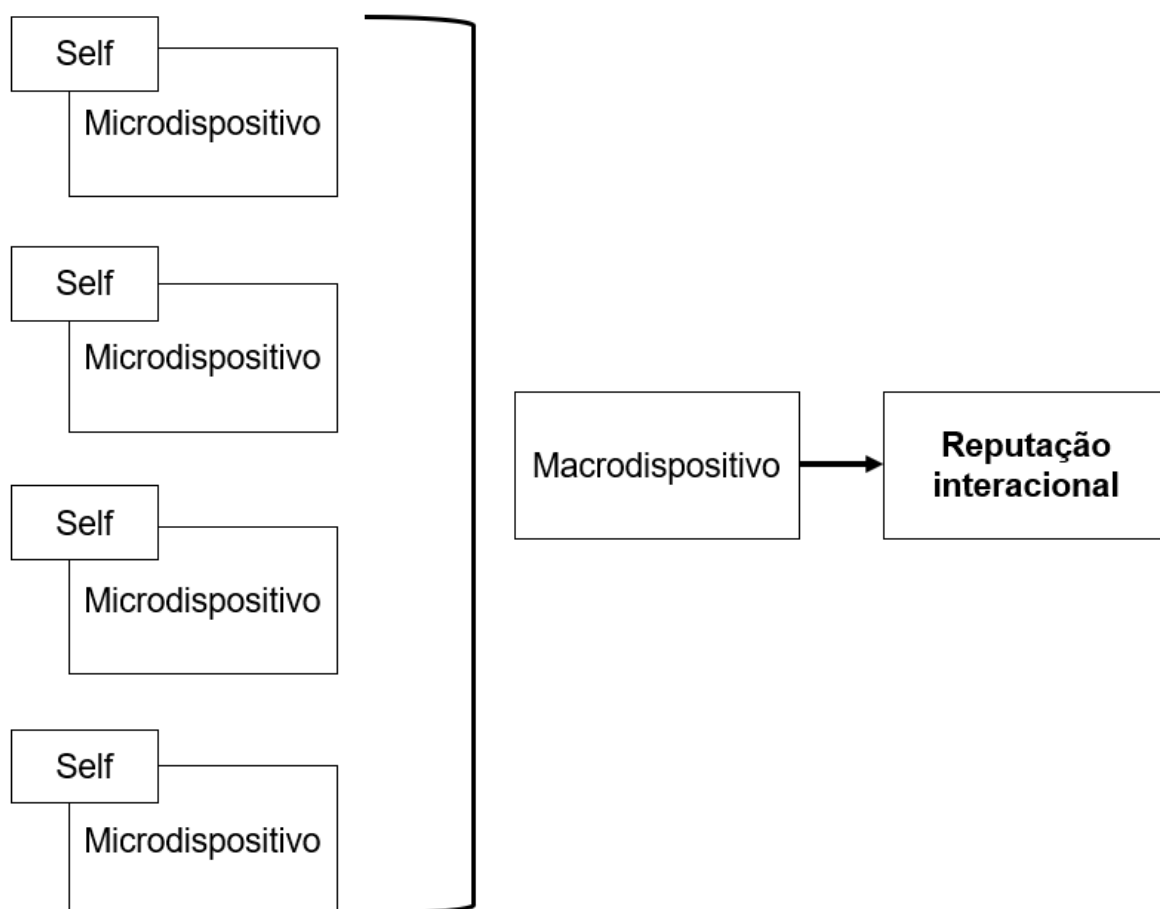 Self
Microdispositivo
Self
Microdispositivo
Macrodispositivo
Reputação
interacional
Self
Microdispositivo
Self
Microdispositivo